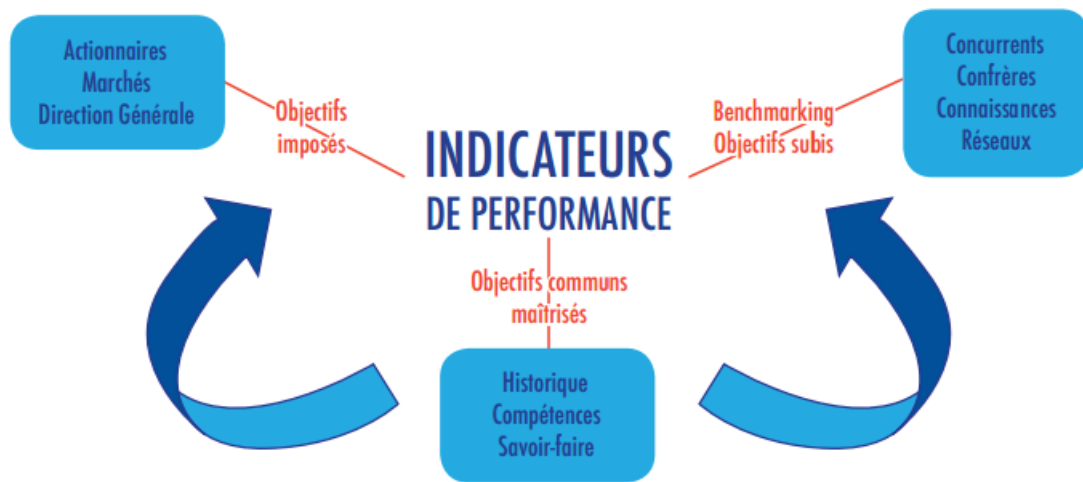 Actionnaires
Marchés
Direction Générale
Objectifs
imposés
INDICATEURS
DE PERFORMANCE
Benchmarking
Objectifs subis
Concurrents
Confrères
Connaissances
Réseaux
Objectifs communs
maîtrisés
Historique
Compétences
Savoir-faire